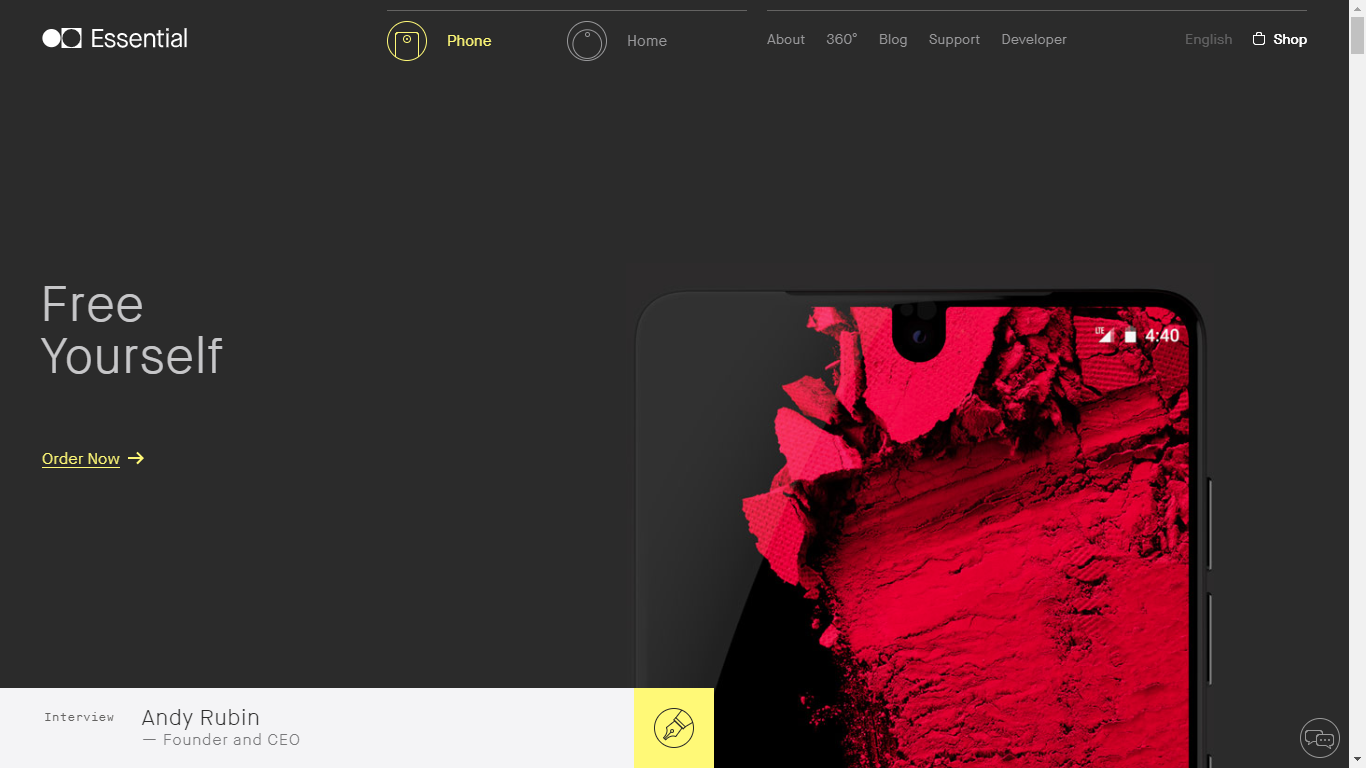 Essential
Phone
Home
About
360°
Blog
Support
Developer
English
Shop
Free
Yourself
Order Now
LTE
4:40
Interview
Andy Rubin
— Founder and CEO